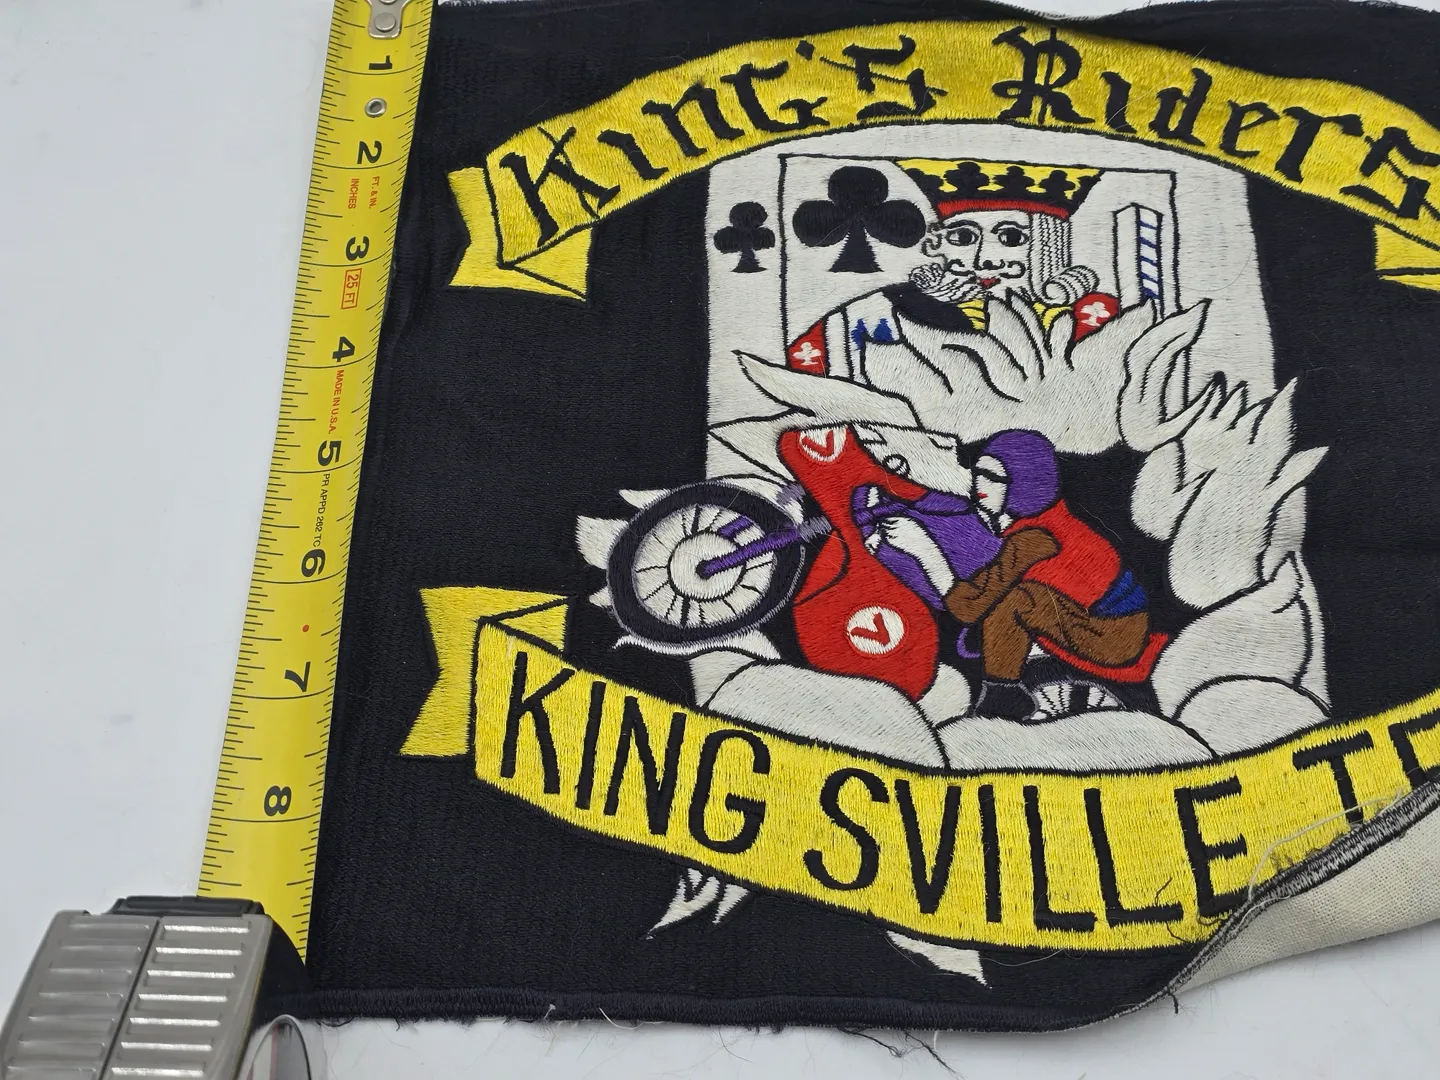 King's Riders
KING SVILLE TE
V
V
1
2
FT. & IN.
INCHES
3
25 FT
4
MADE IN U.S.A.
5
PR APPD 262 TC
6
7
8